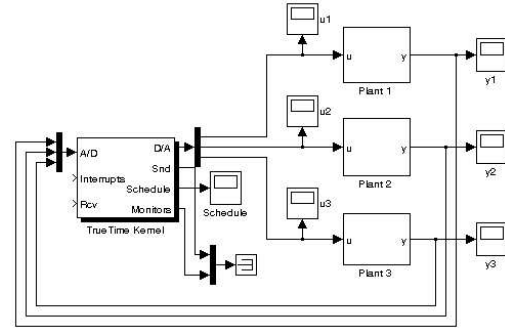 u1
u
y
Plant 1
y1
u2
u
y
Plant 2
y2
A/D
D/A
Snd
Interrupts
Schedule
Rcv
Monitors
TrueTime Kernel
Schedule
u3
u
y
Plant 3
y3